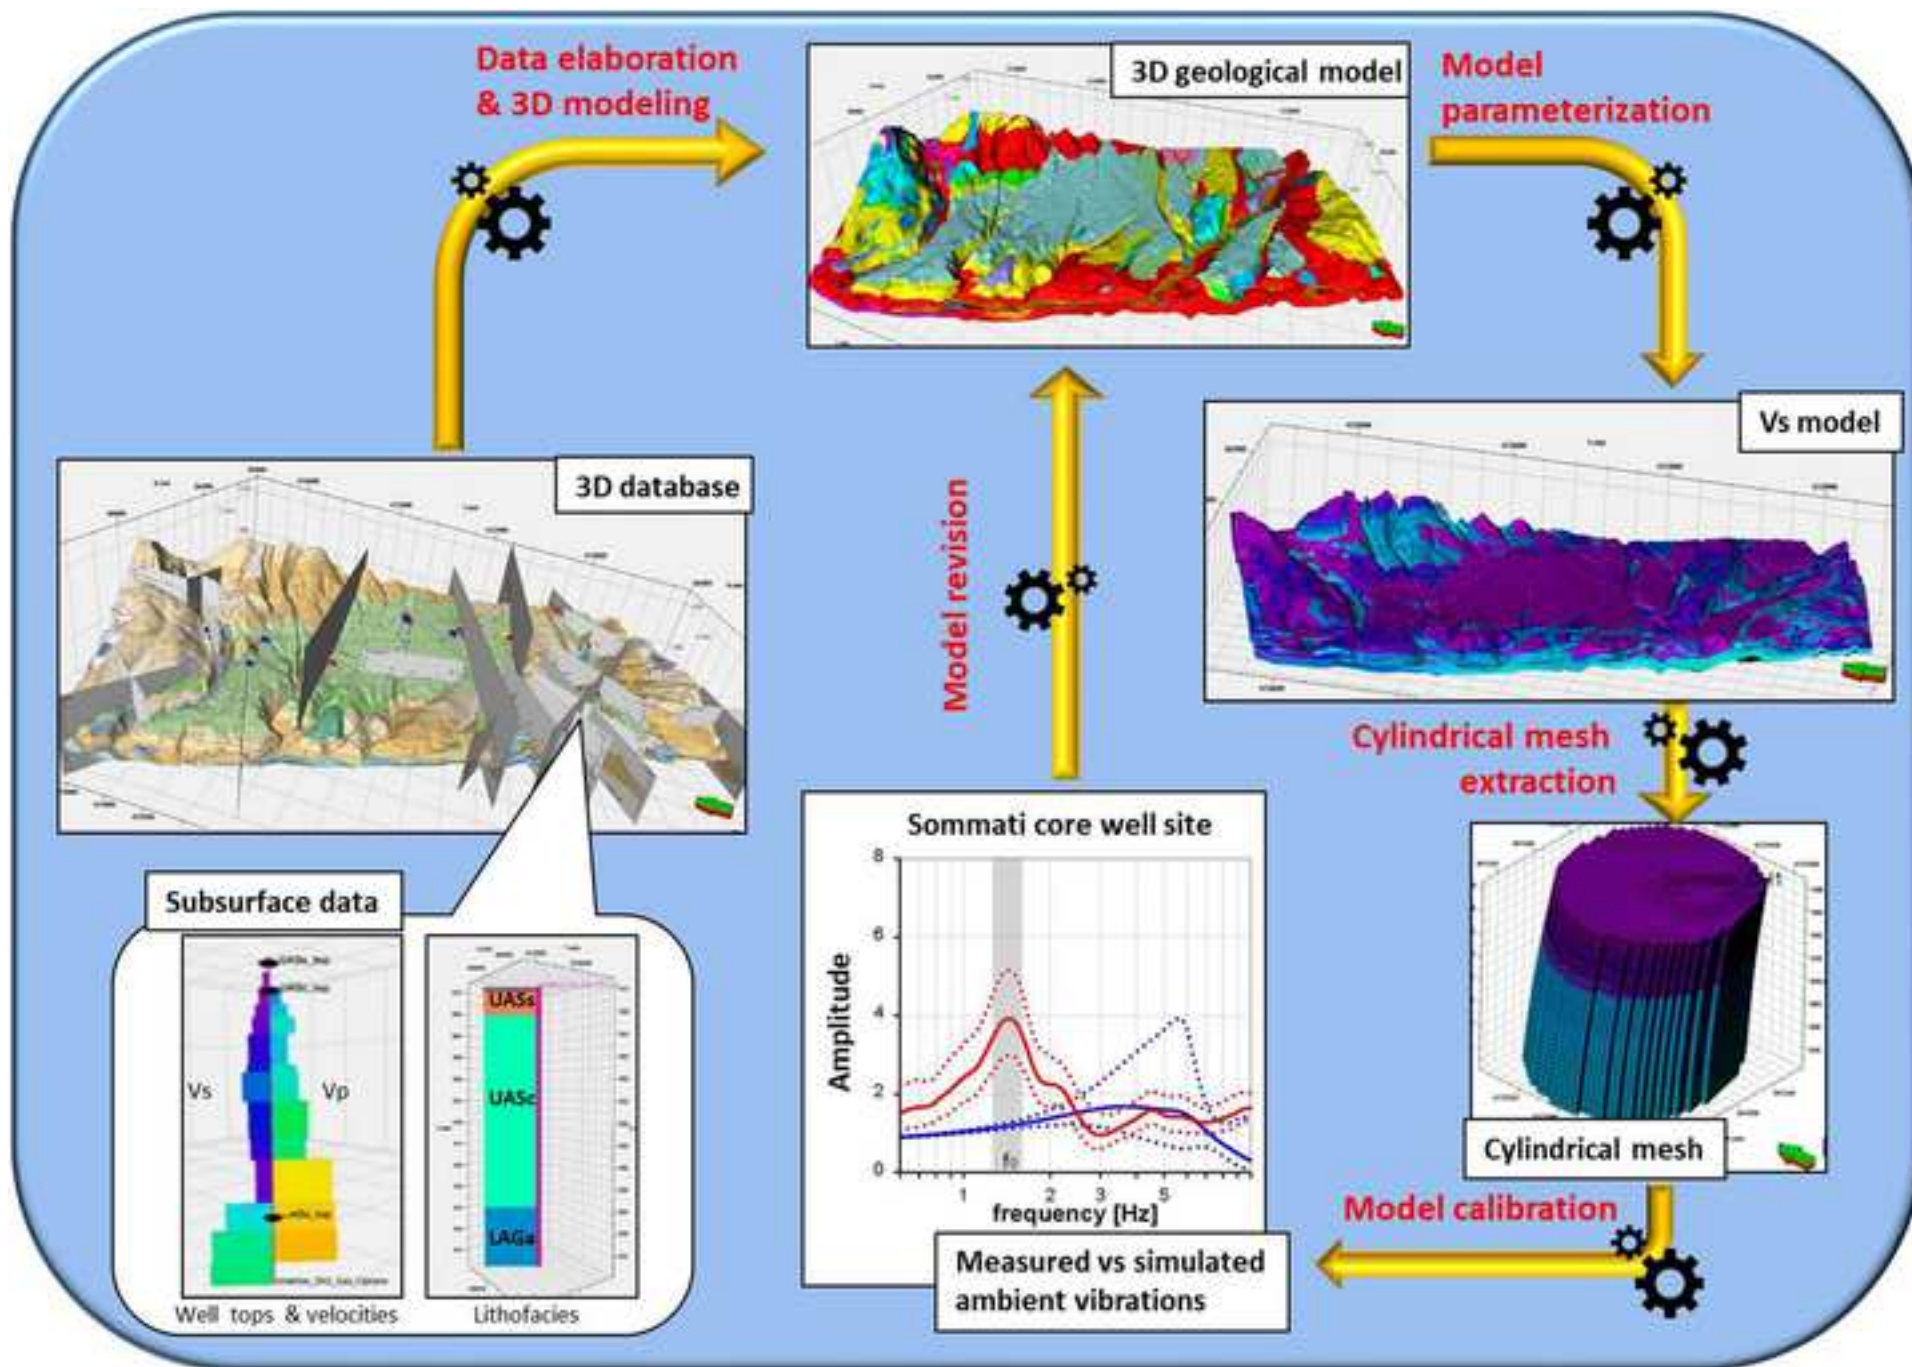 Data elaboration
& 3D modeling
3D geological model
Model
parameterization
Vs model
3D database
Model revision
Cylindrical mesh
extraction
Subsurface data
Vs
Vp
Well tops & velocities
UASs
UASc
LAGa
Lithofacies
Sommati core well site
Amplitude
8
6
4
2
0
f0
1 2 3 5
frequency [Hz]
Measured vs simulated
ambient vibrations
Cylindrical mesh
Model calibration